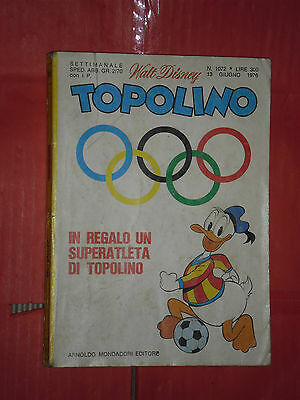 SETTIMANALE
SPED. ABB. GR. 2/70
con I. P.
Walt Disney
N. 1072 • LIRE 300
13 GIUGNO 1976
TOPOLINO
IN REGALO UN
SUPERATLETA
DI TOPOLINO
ARNOLDO MONDADORI EDITORE